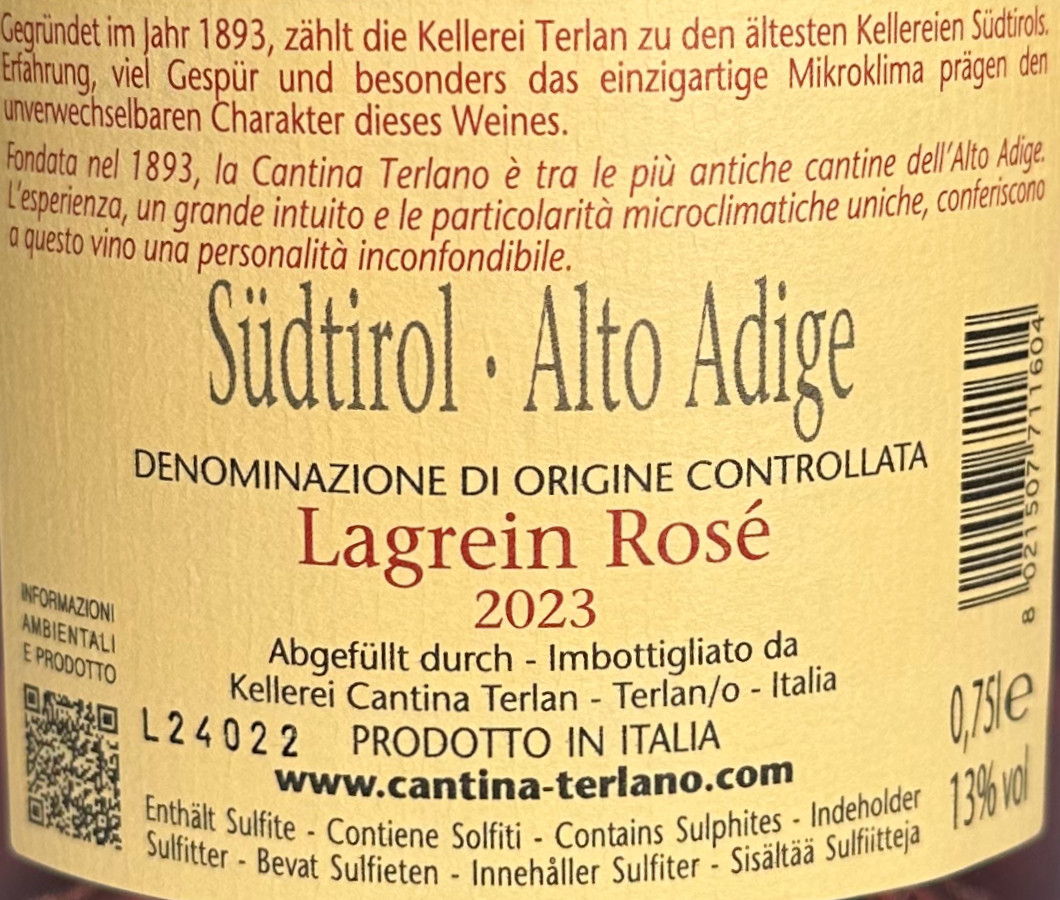 Gegründet im Jahr 1893, zählt die Kellerei Terlan zu den ältesten Kellereien Südtirols.
Erfahrung, viel Gespür und besonders das einzigartige Mikroklima prägen den
unverwechselbaren Charakter dieses Weines.
Fondata nel 1893, la Cantina Terlano è tra le più antiche cantine dell'Alto Adige.
L'esperienza, un grande intuito e le particolarità microclimatiche uniche, conferiscono
a questo vino una personalità inconfondibile.
Südtirol · Alto Adige
DENOMINAZIONE DI ORIGINE CONTROLLATA
Lagrein Rosé
2023
Abgefüllt durch - Imbottigliato da
Kellerei Cantina Terlan - Terlan/o - Italia
L24022
PRODOTTO IN ITALIA
www.cantina-terlano.com
Enthält Sulfite - Contiene Solfiti - Contains Sulphites - Indeholder
Sulfitter - Bevat Sulfieten - Innehåller Sulfiter - Sisältää Sulfiitteja
INFORMAZIONI
AMBIENTALI
E PRODOTTO
8 021507 711604
0,75l e
13% vol